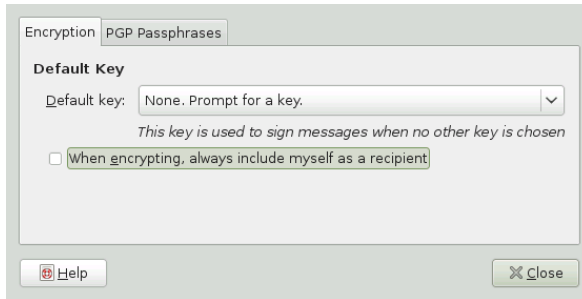 Encryption PGP Passphrases
Default Key
Default key: None. Prompt for a key.
This key is used to sign messages when no other key is chosen
When encrypting, always include myself as a recipient
Help Close